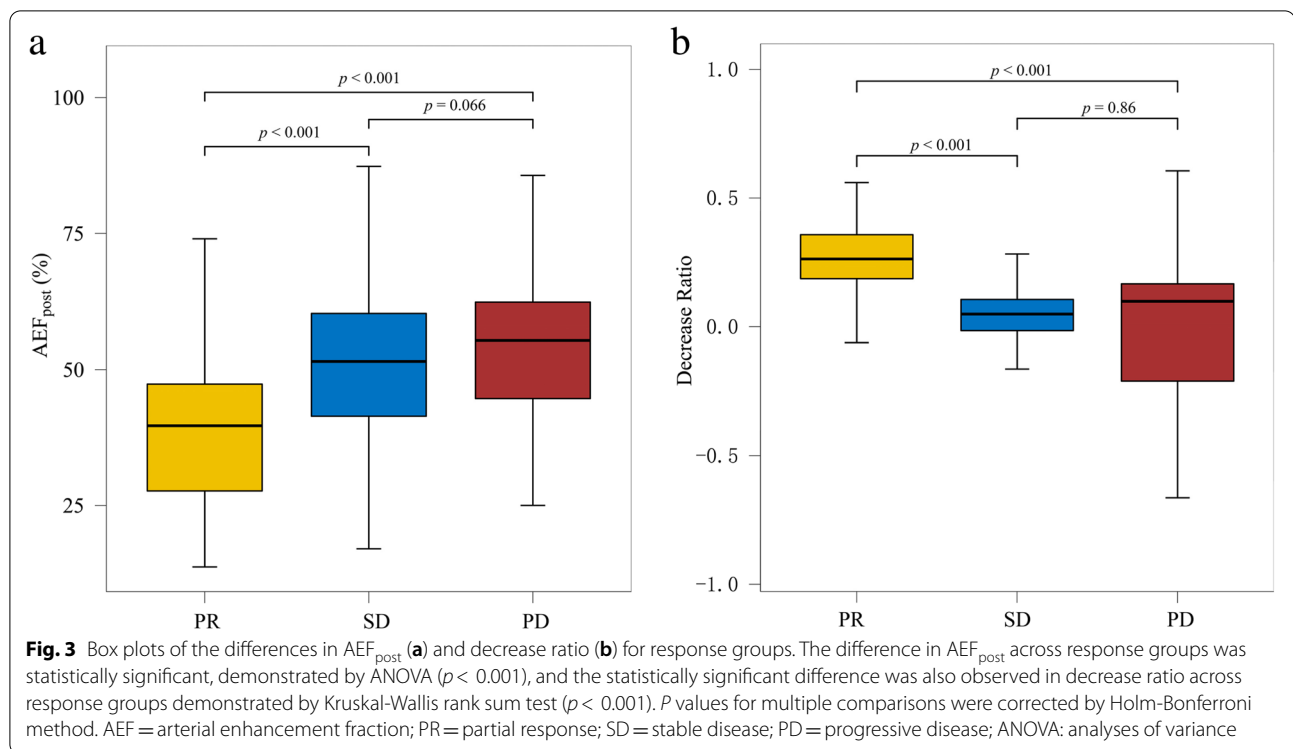 a
p < 0.001
p = 0.066
p < 0.001
100
75
50
25
AEFpost (%)
PR SD PD
b
p < 0.001
p = 0.86
p < 0.001
1.0
0.5
0.0
−0.5
−1.0
Decrease Ratio
PR SD PD
Fig. 3 Box plots of the differences in AEFpost (a) and decrease ratio (b) for response groups. The difference in AEFpost across response groups was
statistically significant, demonstrated by ANOVA (p < 0.001), and the statistically significant difference was also observed in decrease ratio across
response groups demonstrated by Kruskal-Wallis rank sum test (p < 0.001). P values for multiple comparisons were corrected by Holm-Bonferroni
method. AEF = arterial enhancement fraction; PR = partial response; SD = stable disease; PD = progressive disease; ANOVA: analyses of variance